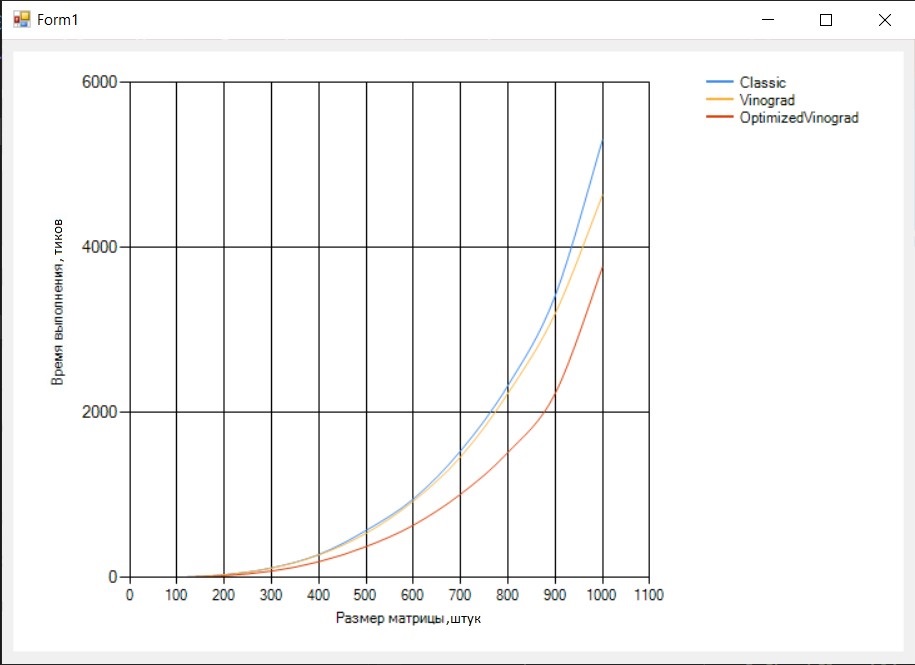 Form1
6000
4000
2000
0
Время выполнения, тиков
0 100 200 300 400 500 600 700 800 900 1000 1100
Размер матрицы,штук
Classic
Vinograd
OptimizedVinograd